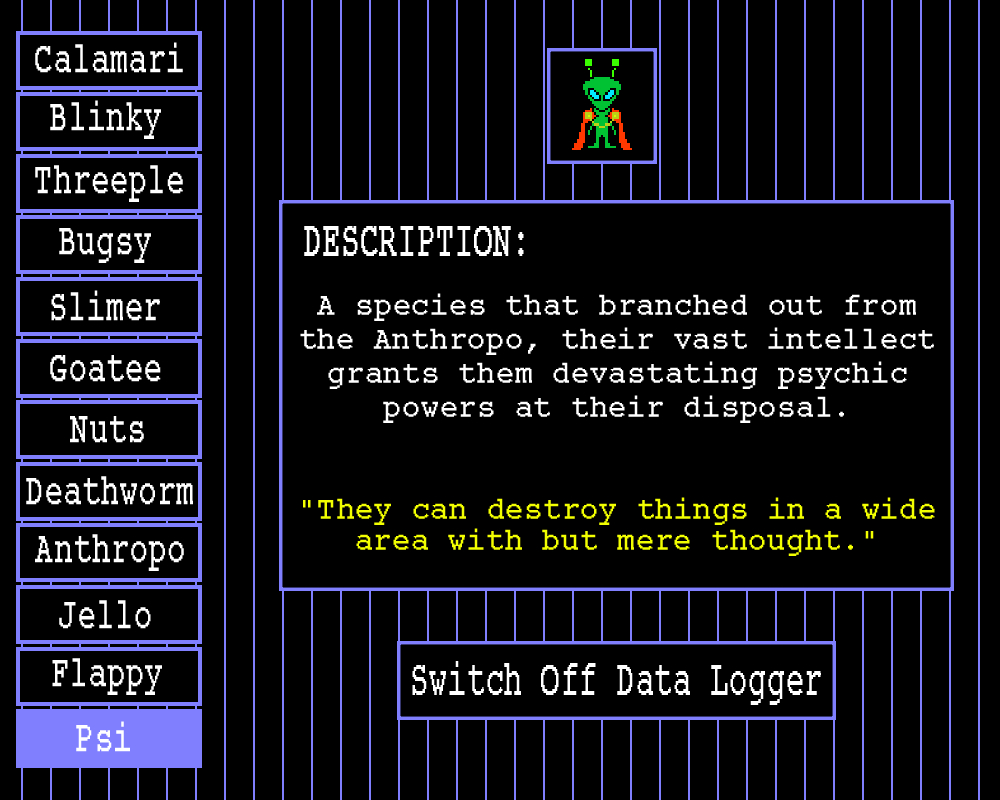 Calamari
Blinky
Threeple
Bugsy
Slimer
Goatee
Nuts
Deathworm
Anthropo
Jello
Flappy
Psi
DESCRIPTION:
A species that branched out from
the Anthropo, their vast intellect
grants them devastating psychic
powers at their disposal.
"They can destroy things in a wide
area with but mere thought."
Switch Off Data Logger